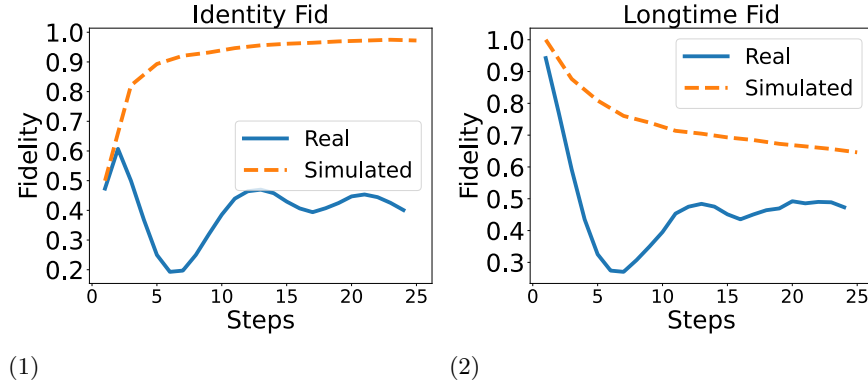 Identity Fid
1.0
0.9
0.8
0.7
0.6
0.5
0.4
0.3
0.2
Fidelity
Real
Simulated
0 5 10 15 20 25
Steps
(1)
Longtime Fid
1.0
0.9
0.8
0.7
0.6
0.5
0.4
0.3
Fidelity
Real
Simulated
0 5 10 15 20 25
Steps
(2)